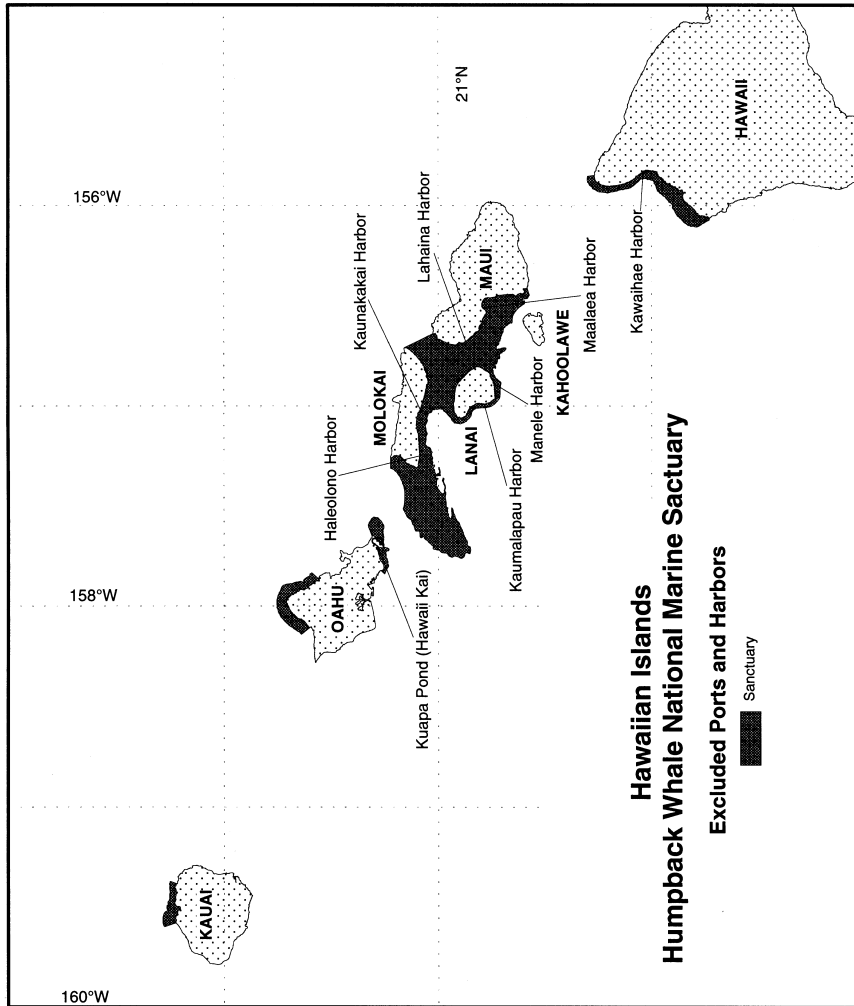 160°W
158°W
156°W
21°N
KAUAI
OAHU
MOLOKAI
LANAI
MAUI
KAHOOLAWE
HAWAII
Kuapa Pond (Hawaii Kai)
Haleolono Harbor
Kaunakakai Harbor
Lahaina Harbor
Kaumalapau Harbor
Manele Harbor
Maalaea Harbor
Kawaihae Harbor
Hawaiian Islands
Humpback Whale National Marine Sactuary
Excluded Ports and Harbors
Sanctuary